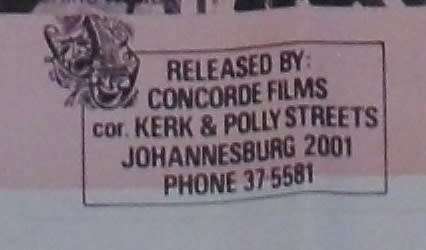 RELEASED BY:
CONCORDE FILMS
cor. KERK & POLLY STREETS
JOHANNESBURG 2001
PHONE 37-5581